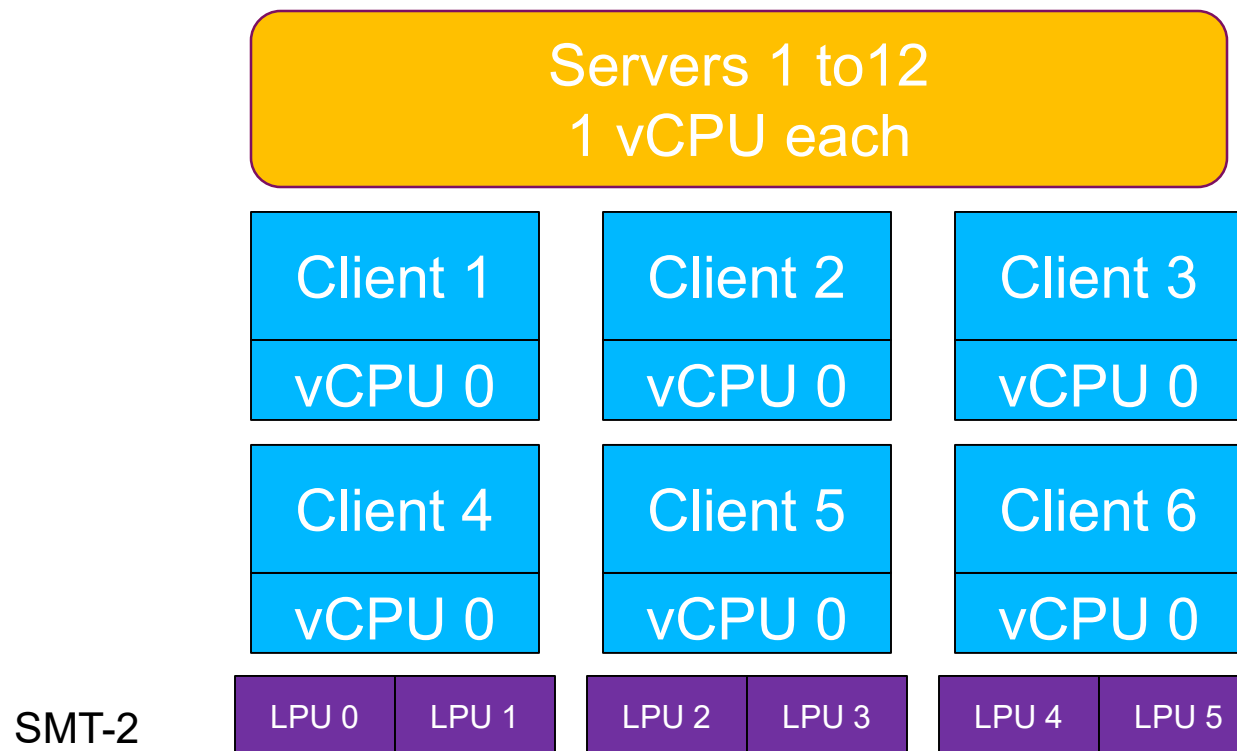 Servers 1 to12
1 vCPU each
Client 1
Client 2
Client 3
vCPU 0
vCPU 0
vCPU 0
Client 4
Client 5
Client 6
vCPU 0
vCPU 0
vCPU 0
SMT-2
LPU 0
LPU 1
LPU 2
LPU 3
LPU 4
LPU 5